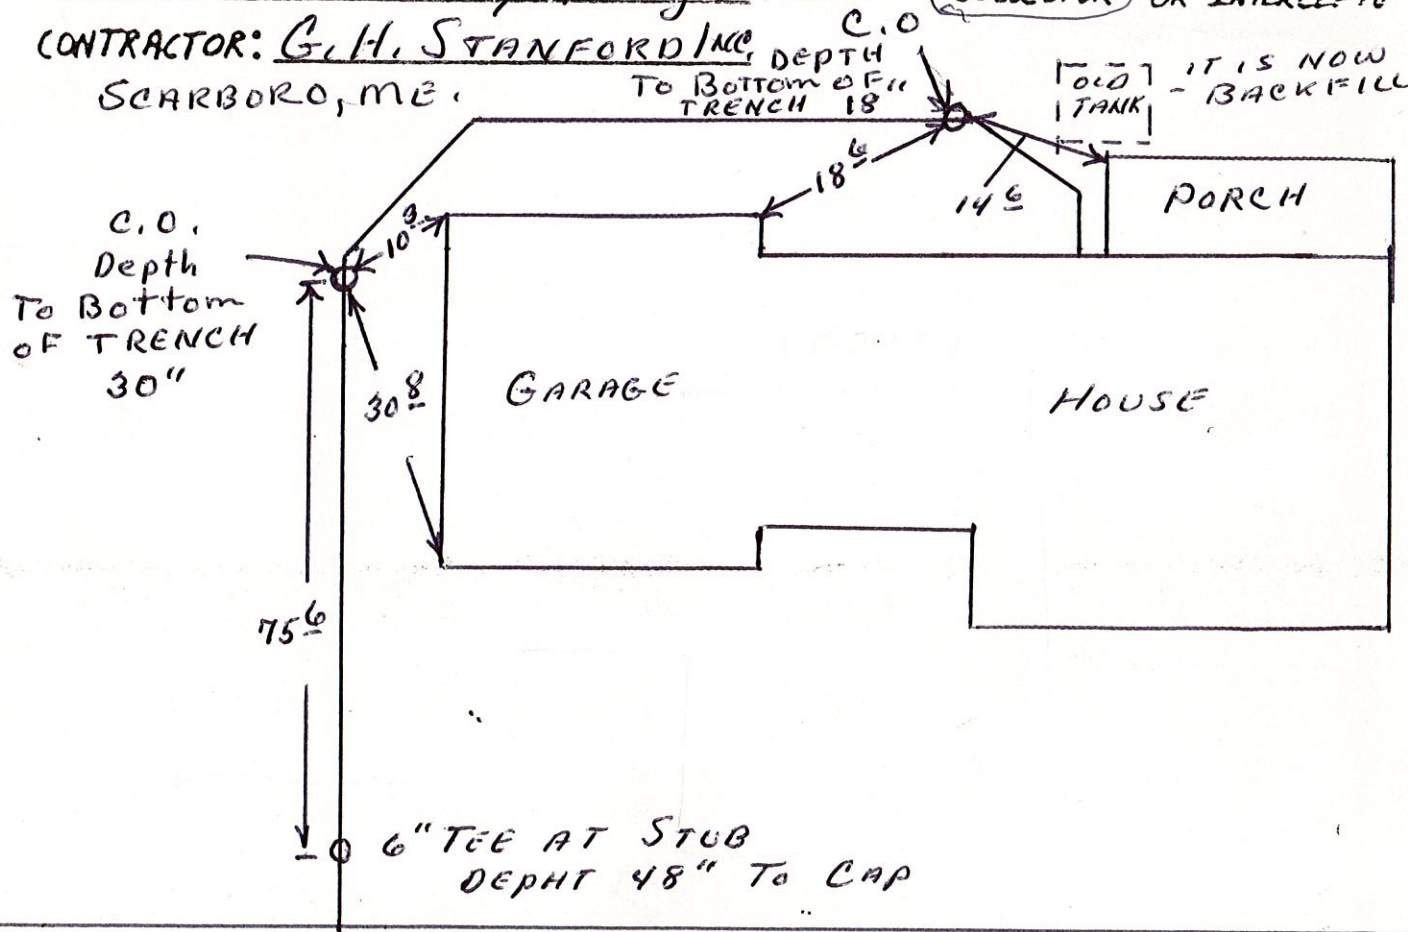 OR
CONTRACTOR: G.H. STANFORD INC.
SCARBORO, ME.
C.O
DEPTH
To Bottom OF
TRENCH 18"
OLD
TANK
- IT IS NOW
BACKFILL
18 6
14 6
PORCH
10 9
C.O.
Depth
To Bottom
OF TRENCH
30"
30 8
GARAGE
HOUSE
75 6
6" TEE AT STUB
DEPHT 48" To CAP